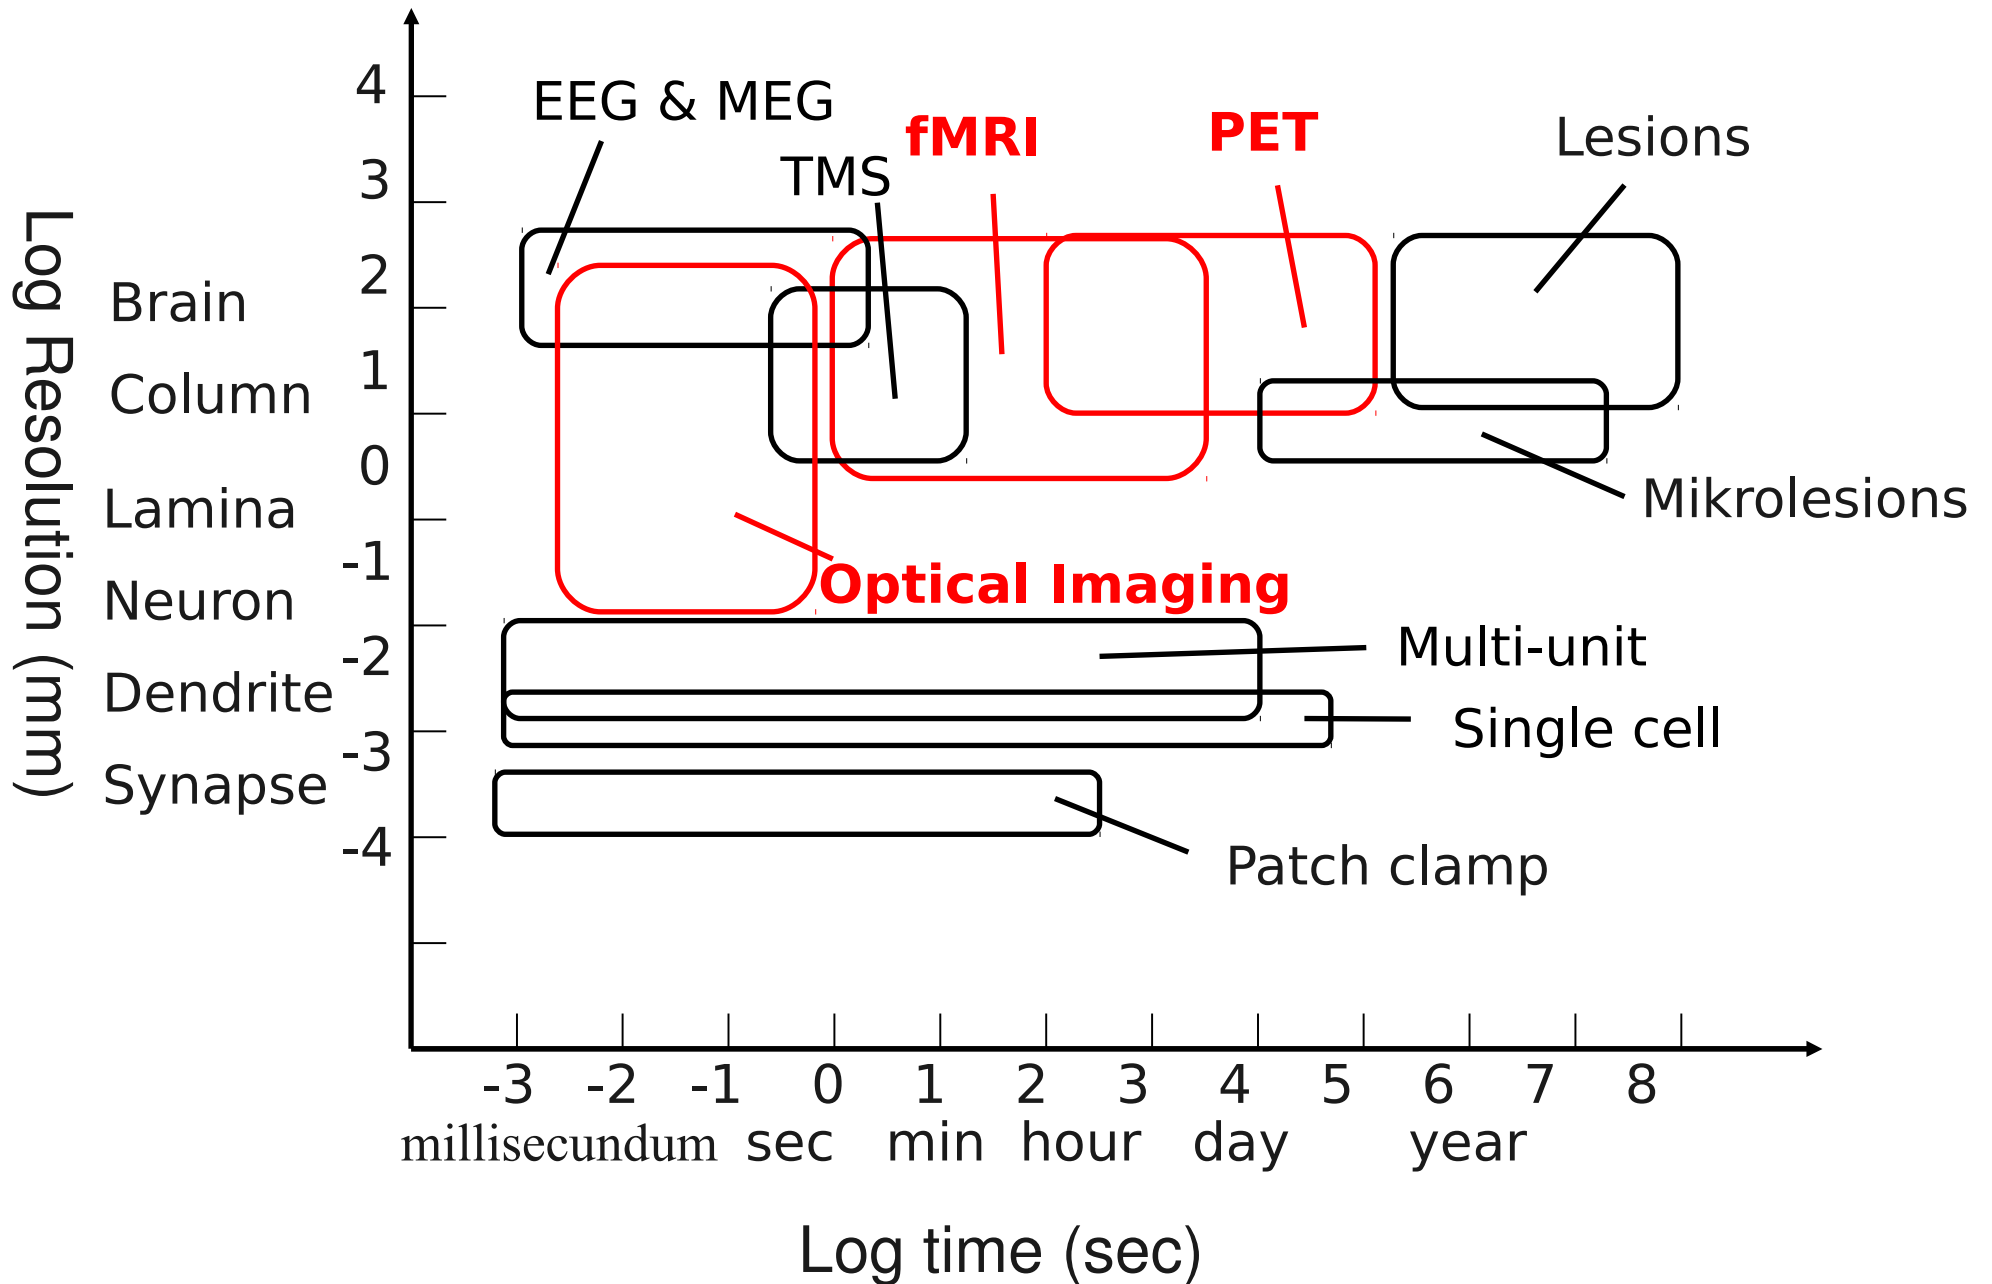 4
EEG & MEG
fMRI
PET
Lesions
3
TMS
2
Brain
1
Column
0
Lamina
Mikrolesions
-1
Optical Imaging
Neuron
-2
Multi-unit
Dendrite
Single cell
-3
Synapse
-4
Patch clamp
Log Resolution (mm)
-3 -2 -1 0 1 2 3 4 5 6 7 8
millisecundum sec min hour day year
Log time (sec)